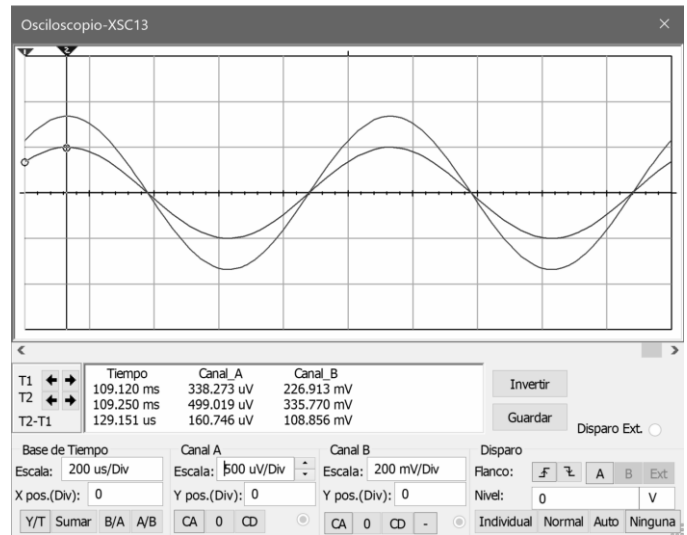 Osciloscopio-XSC13 ×
1 2
Tiempo Canal_A Canal_B
T1 109.120 ms 338.273 uV 226.913 mV
T2 109.250 ms 499.019 uV 335.770 mV
T2-T1 129.151 us 160.746 uV 108.856 mV
Invertir
Guardar
Disparo Ext.
Base de Tiempo Canal A Canal B Disparo
Escala: 200 us/Div Escala: 500 uV/Div Escala: 200 mV/Div Flanco: A B Ext
X pos.(Div): 0 Y pos.(Div): 0 Y pos.(Div): 0 Nivel: 0 V
Y/T Sumar B/A A/B CA 0 CD CA 0 CD - Individual Normal Auto Ninguna